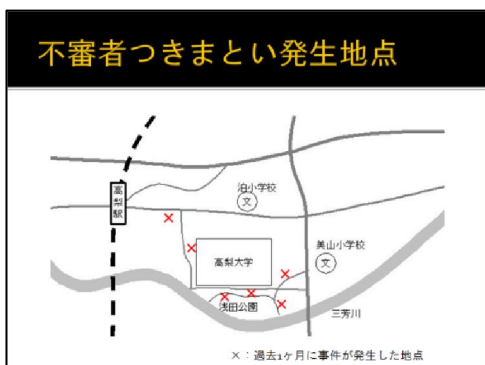 不審者つきまとい発生地点
高梨駅
泊小学校
文
高梨大学
美山小学校
文
浅田公園
三芳川
×：過去1ヶ月に事件が発生した地点